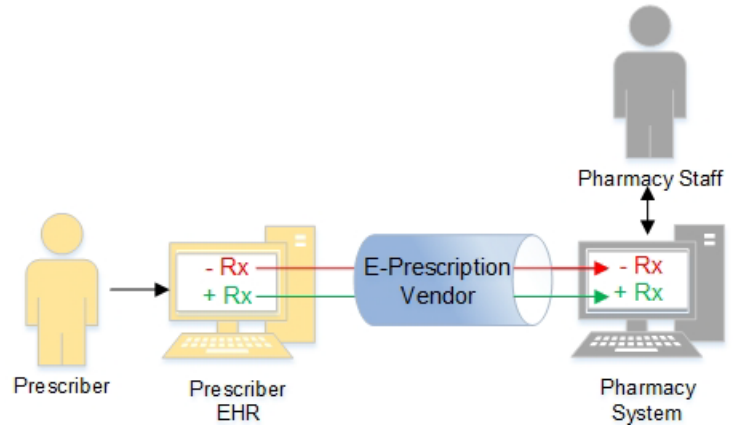 Pharmacy Staff
- Rx
+ Rx
E-Prescription
Vendor
- Rx
+ Rx
Prescriber
Prescriber
EHR
Pharmacy
System